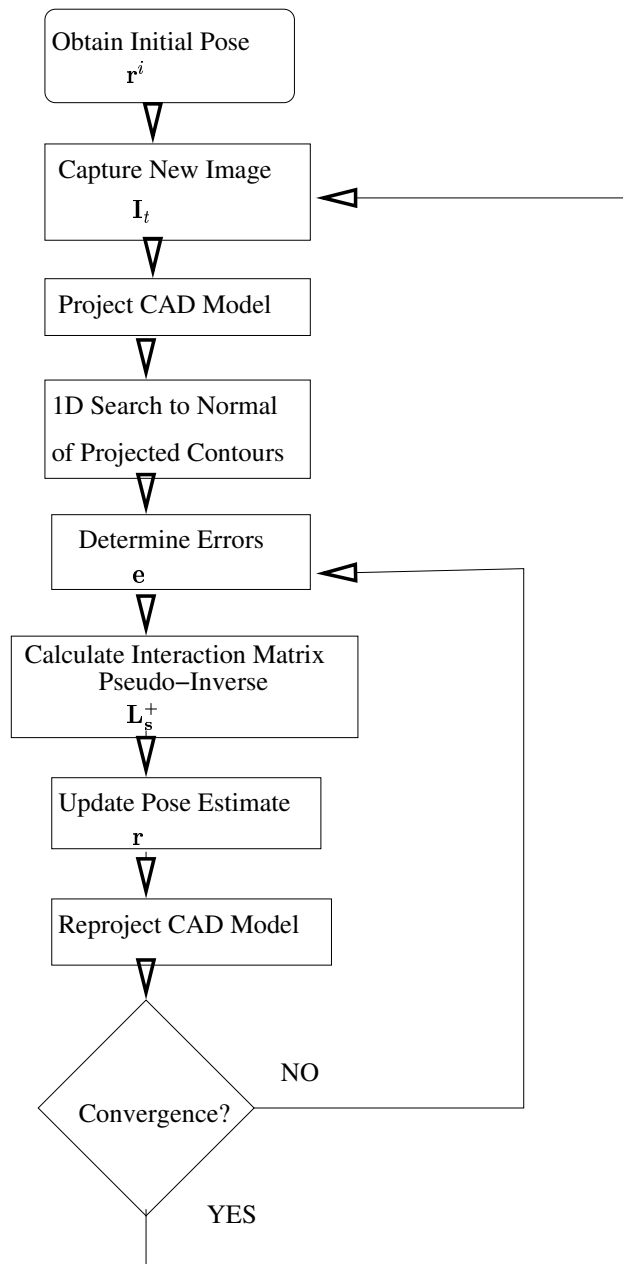 Obtain Initial Pose
r^i
Capture New Image
I_t
Project CAD Model
1D Search to Normal
of Projected Contours
Determine Errors
e
Calculate Interaction Matrix
Pseudo−Inverse
L_s^+
Update Pose Estimate
r
Reproject CAD Model
NO
Convergence?
YES